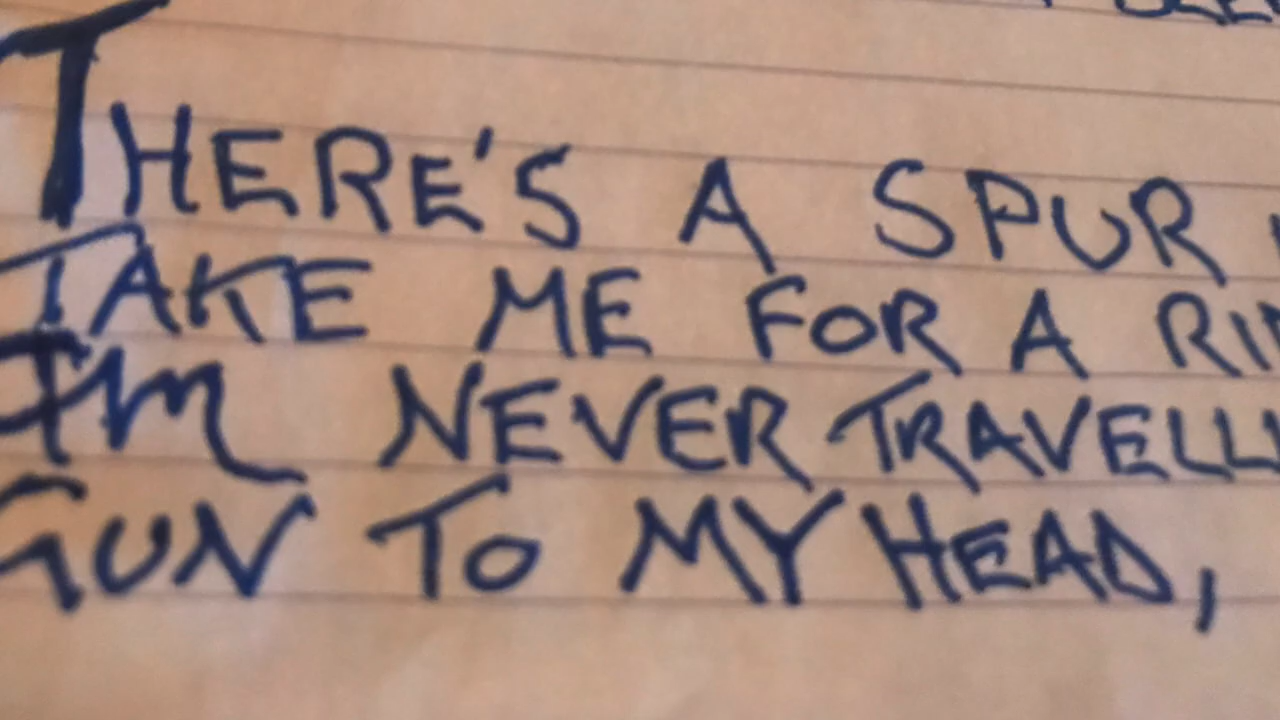 THERE'S A SPUR
TAKE ME FOR A
I'M NEVER
GUN TO MY HEAD,